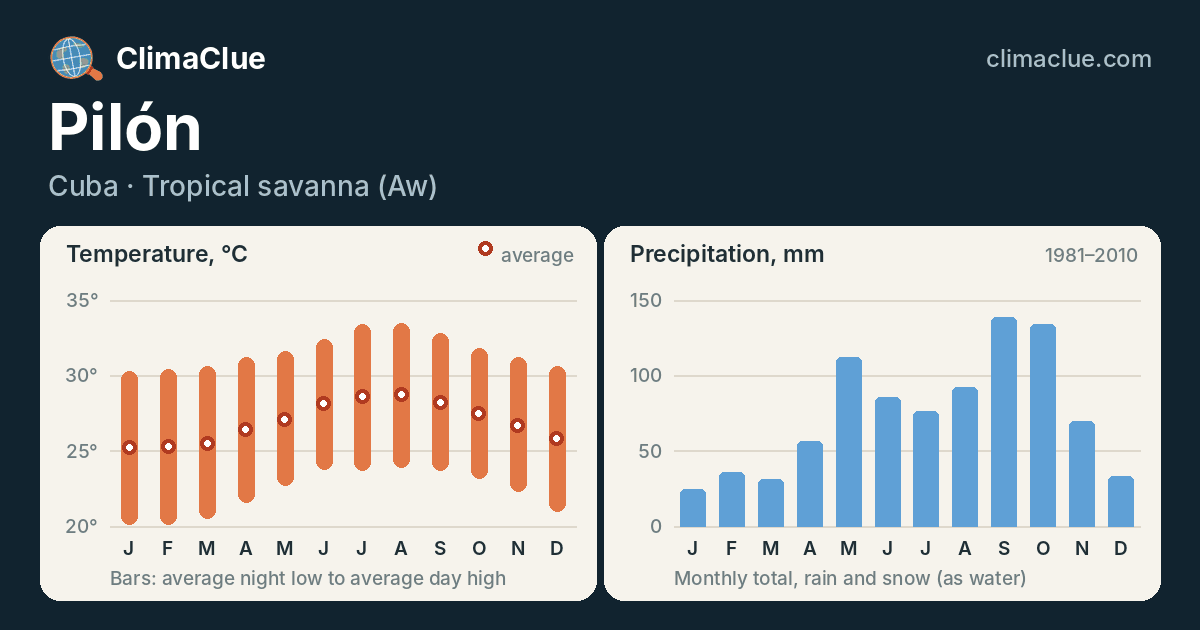 ClimaClue
climaclue.com
Pilón
Cuba · Tropical savanna (Aw)
Temperature, °C
average
35°
30°
25°
20°
J F M A M J J A S O N D
Bars: average night low to average day high
Precipitation, mm
1981–2010
150
100
50
0
J F M A M J J A S O N D
Monthly total, rain and snow (as water)